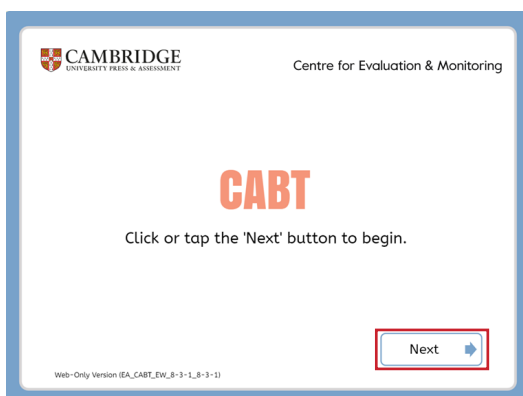 CAMBRIDGE
UNIVERSITY PRESS & ASSESSMENT
Centre for Evaluation & Monitoring
CABT
Click or tap the 'Next' button to begin.
Next
Web-Only Version (EA_CABT_EW_8-3-1_8-3-1)